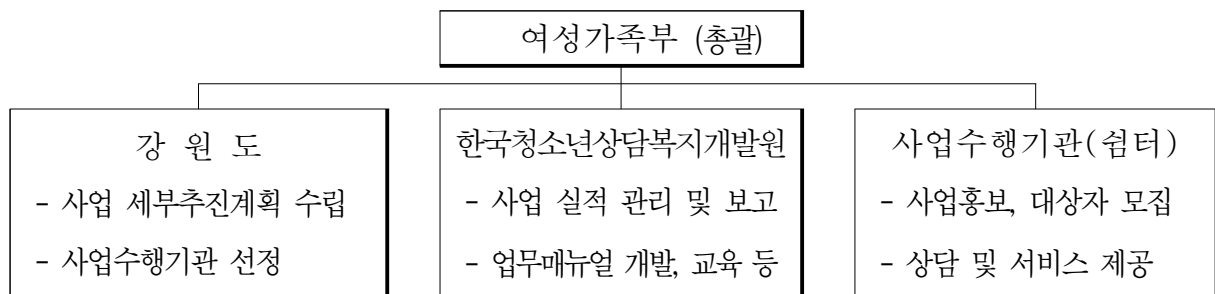 여성가족부 (총괄)
강 원 도
- 사업 세부추진계획 수립
- 사업수행기관 선정
한국청소년상담복지개발원
- 사업 실적 관리 및 보고
- 업무매뉴얼 개발, 교육 등
사업수행기관(쉼터)
- 사업홍보, 대상자 모집
- 상담 및 서비스 제공